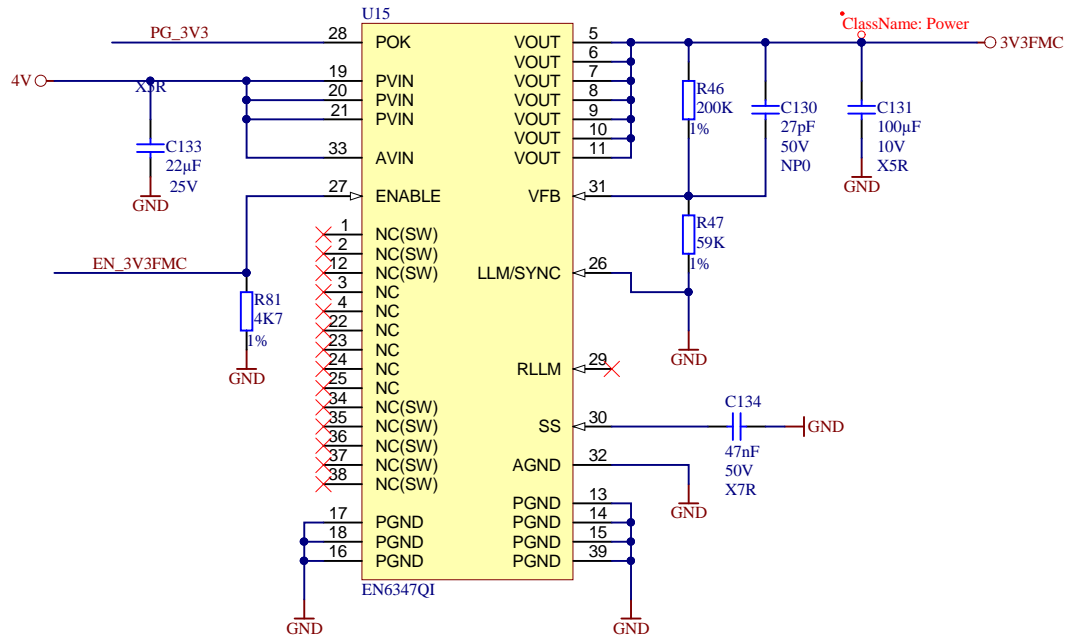 U15
ClassName: Power
PG_3V3
28
POK
VOUT
5
3V3FMC
VOUT
6
4V
X5R
19
PVIN
VOUT
7
R46
200K
1%
C130
27pF
50V
NP0
C131
100µF
10V
X5R
GND
20
PVIN
VOUT
8
21
PVIN
VOUT
9
VOUT
10
C133
22µF
25V
GND
33
AVIN
VOUT
11
27
ENABLE
VFB
31
1
NC(SW)
R47
59K
1%
2
NC(SW)
EN_3V3FMC
12
NC(SW)
LLM/SYNC
26
3
NC
R81
4K7
1%
GND
4
NC
22
NC
23
NC
GND
24
NC
RLLM
29
25
NC
34
NC(SW)
C134
47nF
50V
X7R
GND
35
NC(SW)
SS
30
36
NC(SW)
37
NC(SW)
AGND
32
38
NC(SW)
GND
PGND
13
17
PGND
PGND
14
18
PGND
PGND
15
16
PGND
PGND
39
EN6347QI
GND
GND